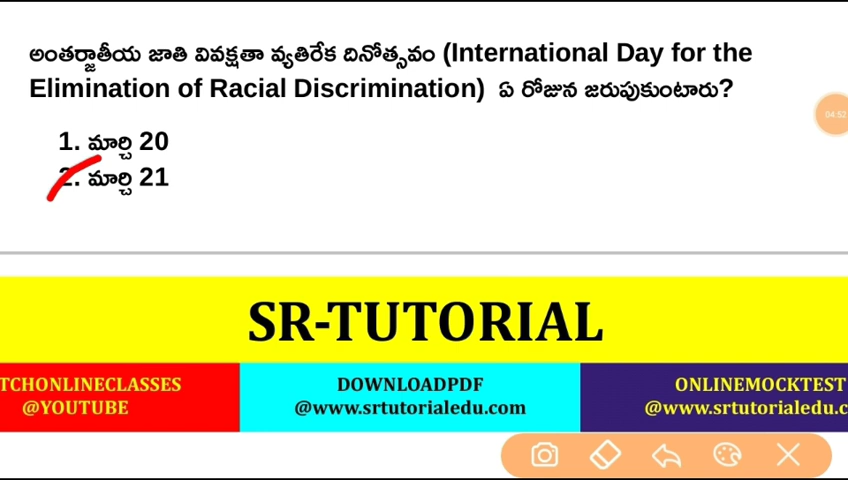 అంతర్జాతీయ జాతి వివక్షతా వ్యతిరేక దినోత్సవం (International Day for the
Elimination of Racial Discrimination) ఏ రోజున జరుపుకుంటారు?
1. మార్చి 20
2. మార్చి 21
04:52
SR-TUTORIAL
TCHONLINECLASSES
@YOUTUBE
DOWNLOADPDF
@www.srtutorialedu.com
ONLINEMOCKTEST
@www.srtutorialedu.c